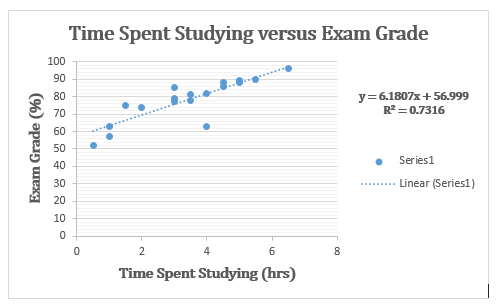 Time Spent Studying versus Exam Grade
100
90
80
70
60
50
40
30
20
10
0
Exam Grade (%)
0 2 4 6 8
Time Spent Studying (hrs)
y = 6.1807x + 56.999
R² = 0.7316
Series1
Linear (Series1)